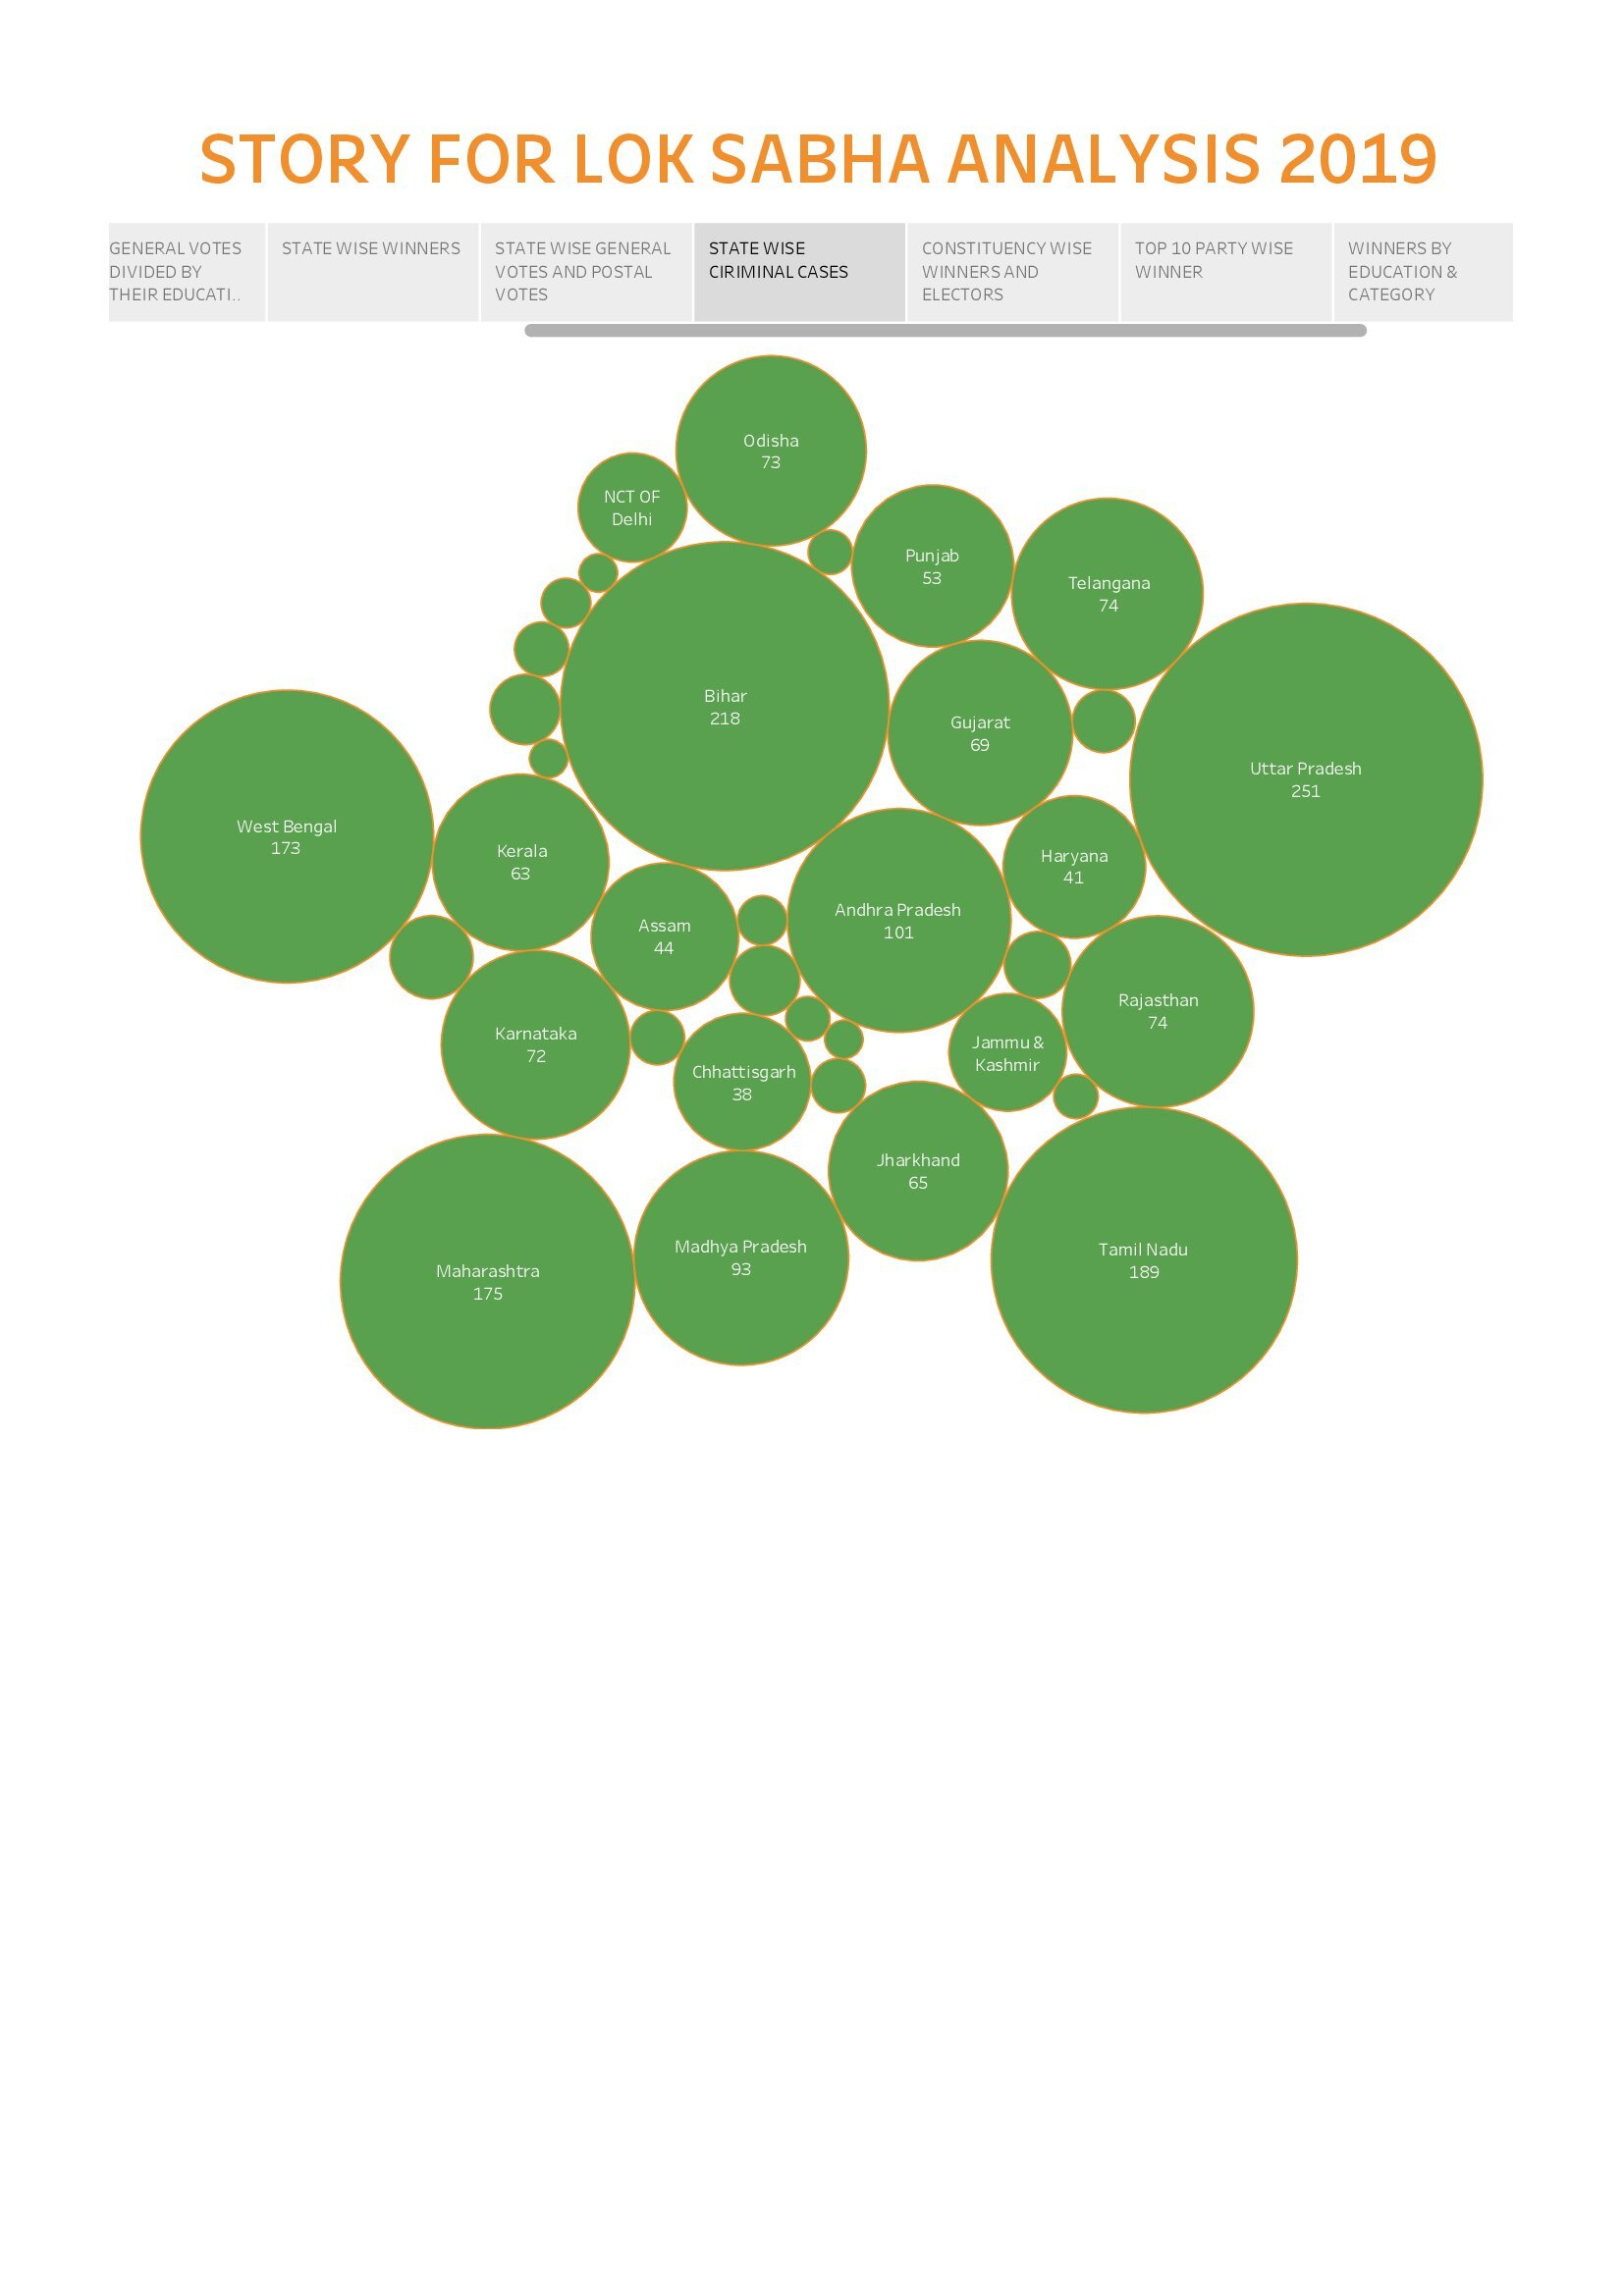 STORY FOR LOK SABHA ANALYSIS 2019
GENERAL VOTES
DIVIDED BY
THEIR EDUCATI..
STATE WISE WINNERS
STATE WISE GENERAL
VOTES AND POSTAL
VOTES
STATE WISE
CIRIMINAL CASES
CONSTITUENCY WISE
WINNERS AND
ELECTORS
TOP 10 PARTY WISE
WINNER
WINNERS BY
EDUCATION &
CATEGORY
Odisha
73
NCT OF
Delhi
Punjab
53
Telangana
74
Bihar
218
Gujarat
69
Uttar Pradesh
251
West Bengal
173
Kerala
63
Haryana
41
Assam
44
Andhra Pradesh
101
Rajasthan
74
Karnataka
72
Jammu &
Kashmir
Chhattisgarh
38
Jharkhand
65
Madhya Pradesh
93
Tamil Nadu
189
Maharashtra
175